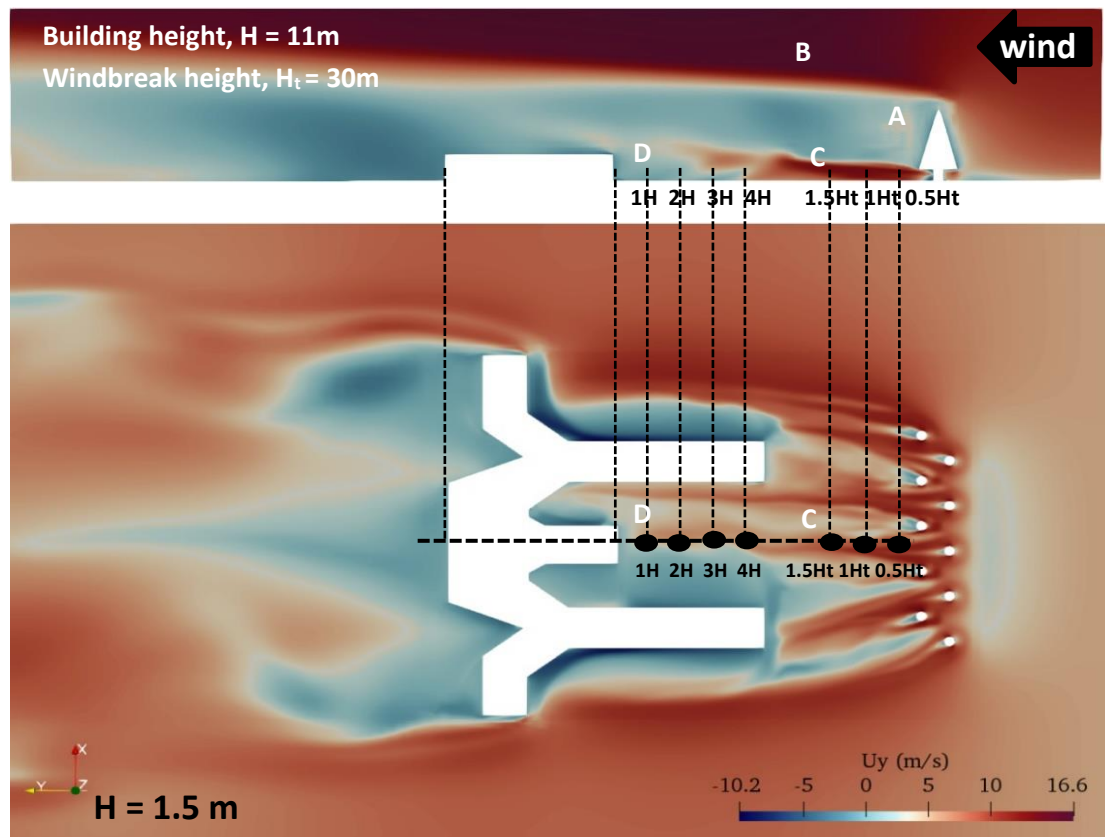 Building height, H = 11m
Windbreak height, Ht = 30m
wind
B
A
D
C
1H 2H 3H 4H 1.5Ht 1Ht 0.5Ht
D
C
1H 2H 3H 4H 1.5Ht 1Ht 0.5Ht
X
Y
Z
H = 1.5 m
Uy (m/s)
-10.2 -5 0 5 10 16.6